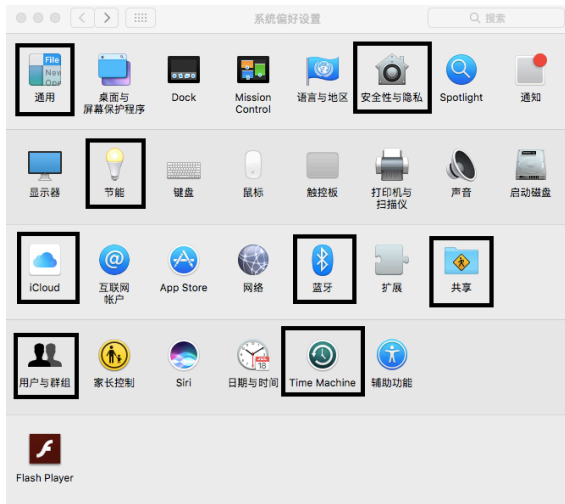 系统偏好设置
搜索
File
New
Ope
通用
桌面与
屏幕保护程序
Dock
Mission
Control
语言与地区
安全性与隐私
Spotlight
通知
显示器
节能
键盘
鼠标
触控板
打印机与
扫描仪
声音
启动磁盘
iCloud
互联网
帐户
App Store
网络
蓝牙
扩展
共享
用户与群组
家长控制
Siri
18
日期与时间
Time Machine
辅助功能
Flash Player